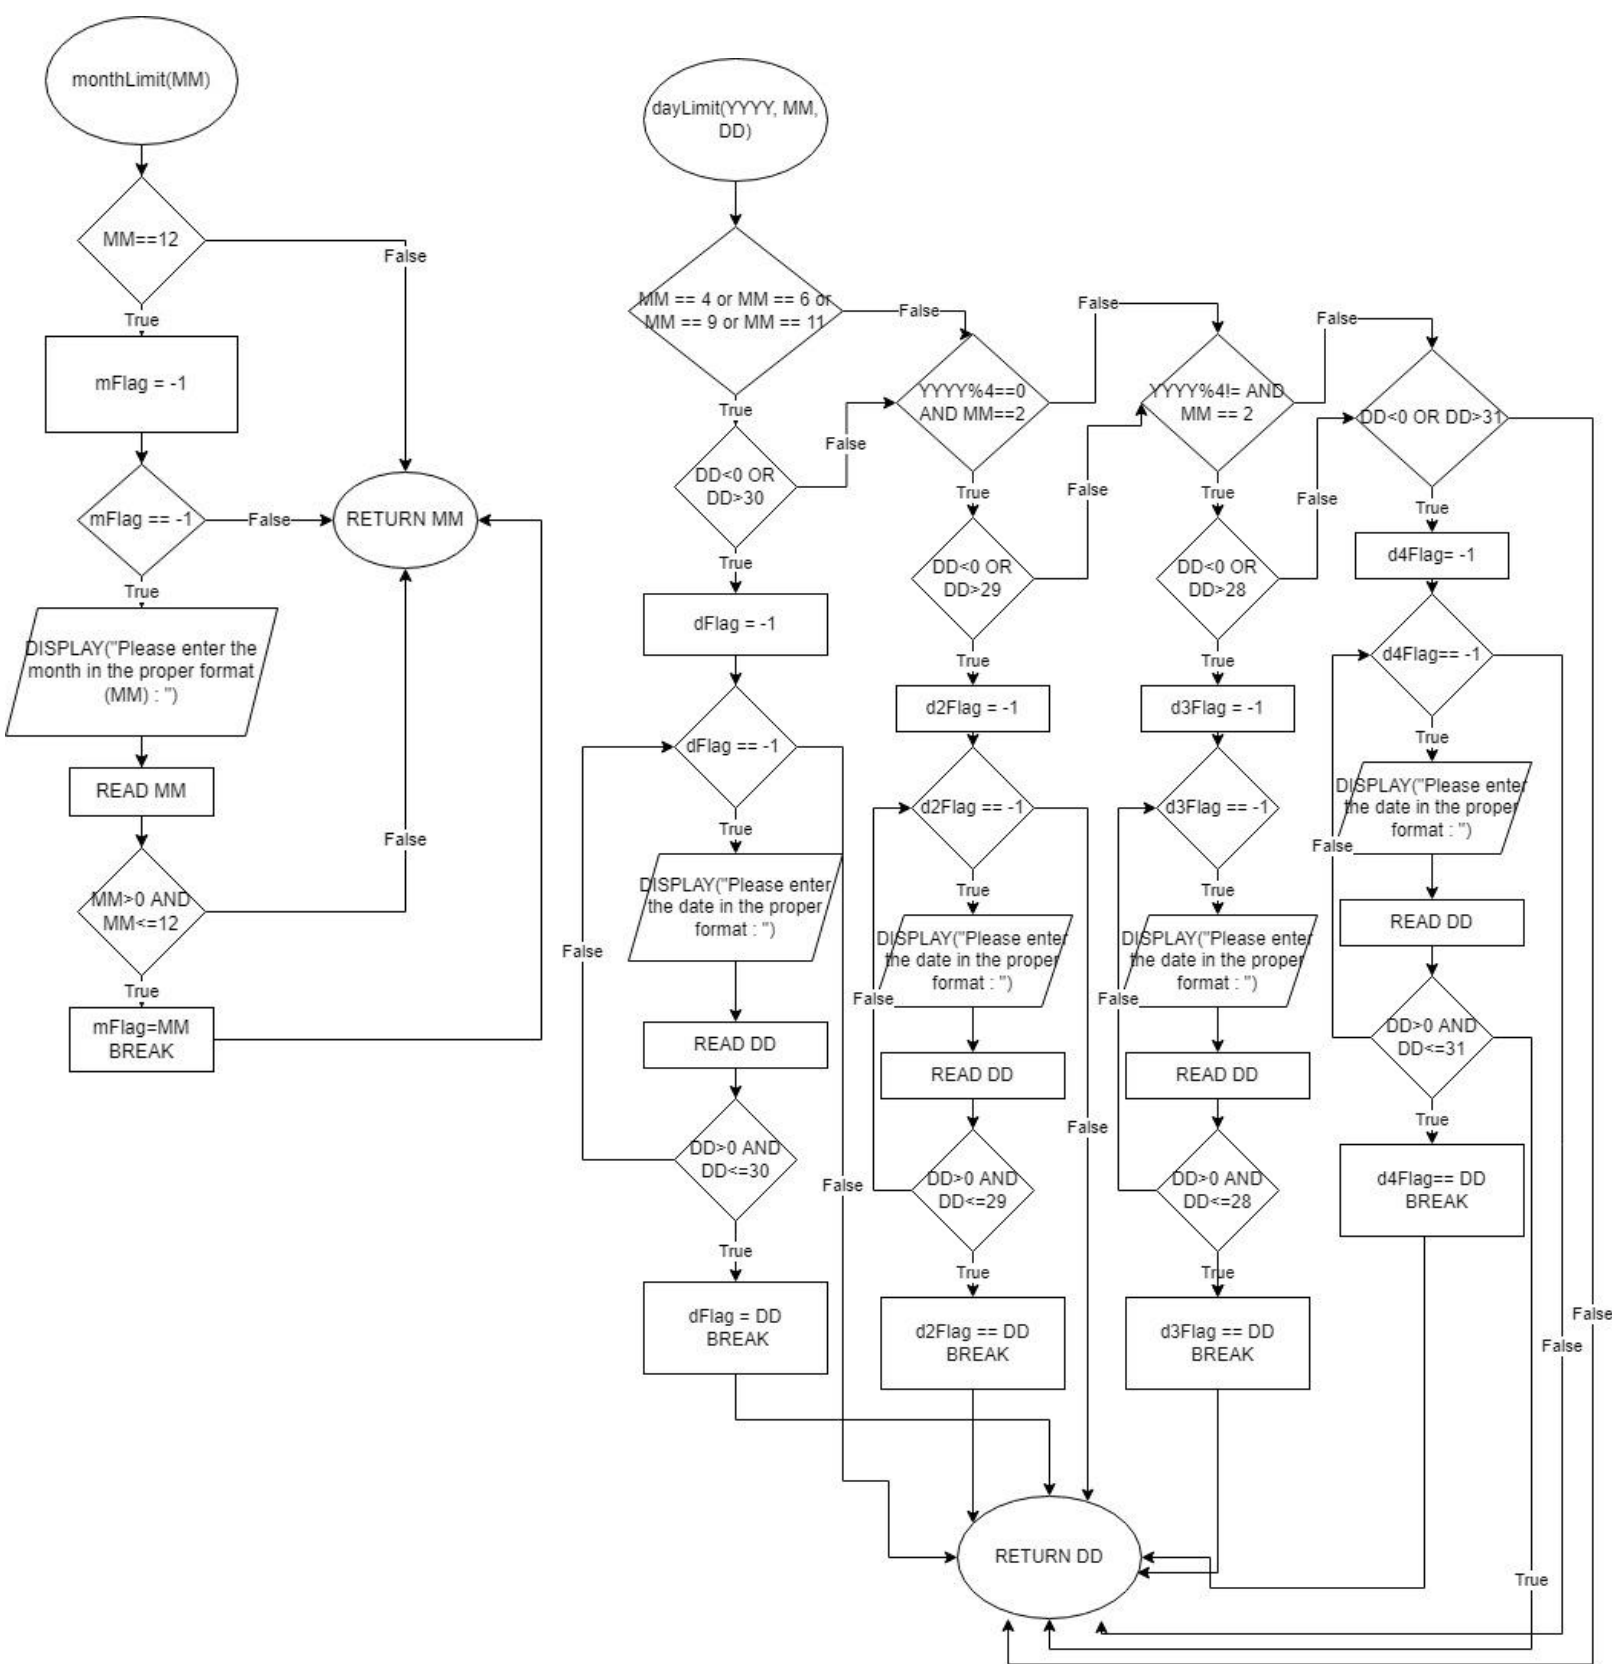 monthLimit(MM)
MM==12
False
True
mFlag = -1
mFlag == -1
False
RETURN MM
True
DISPLAY("Please enter the
month in the proper format
(MM) : ")
READ MM
False
MM>0 AND
MM<=12
True
mFlag=MM
BREAK
dayLimit(YYYY, MM,
DD)
MM == 4 or MM == 6 or
MM == 9 or MM == 11
False
True
DD<0 OR
DD>30
False
True
dFlag = -1
dFlag == -1
True
DISPLAY("Please enter
the date in the proper
format : ")
False
READ DD
DD>0 AND
DD<=30
False
True
dFlag = DD
BREAK
YYYY%4==0
AND MM==2
False
True
DD<0 OR
DD>29
False
True
d2Flag = -1
d2Flag == -1
True
DISPLAY("Please enter
the date in the proper
format : ")
False
READ DD
False
DD>0 AND
DD<=29
True
d2Flag == DD
BREAK
YYYY%4!= AND
MM == 2
False
True
DD<0 OR
DD>28
False
True
d3Flag = -1
d3Flag == -1
True
DISPLAY("Please enter
the date in the proper
format : ")
False
READ DD
DD>0 AND
DD<=28
True
d3Flag == DD
BREAK
DD<0 OR DD>31
True
d4Flag= -1
d4Flag== -1
True
DISPLAY("Please enter
the date in the proper
format : ")
False
READ DD
DD>0 AND
DD<=31
True
d4Flag== DD
BREAK
False
False
RETURN DD
True